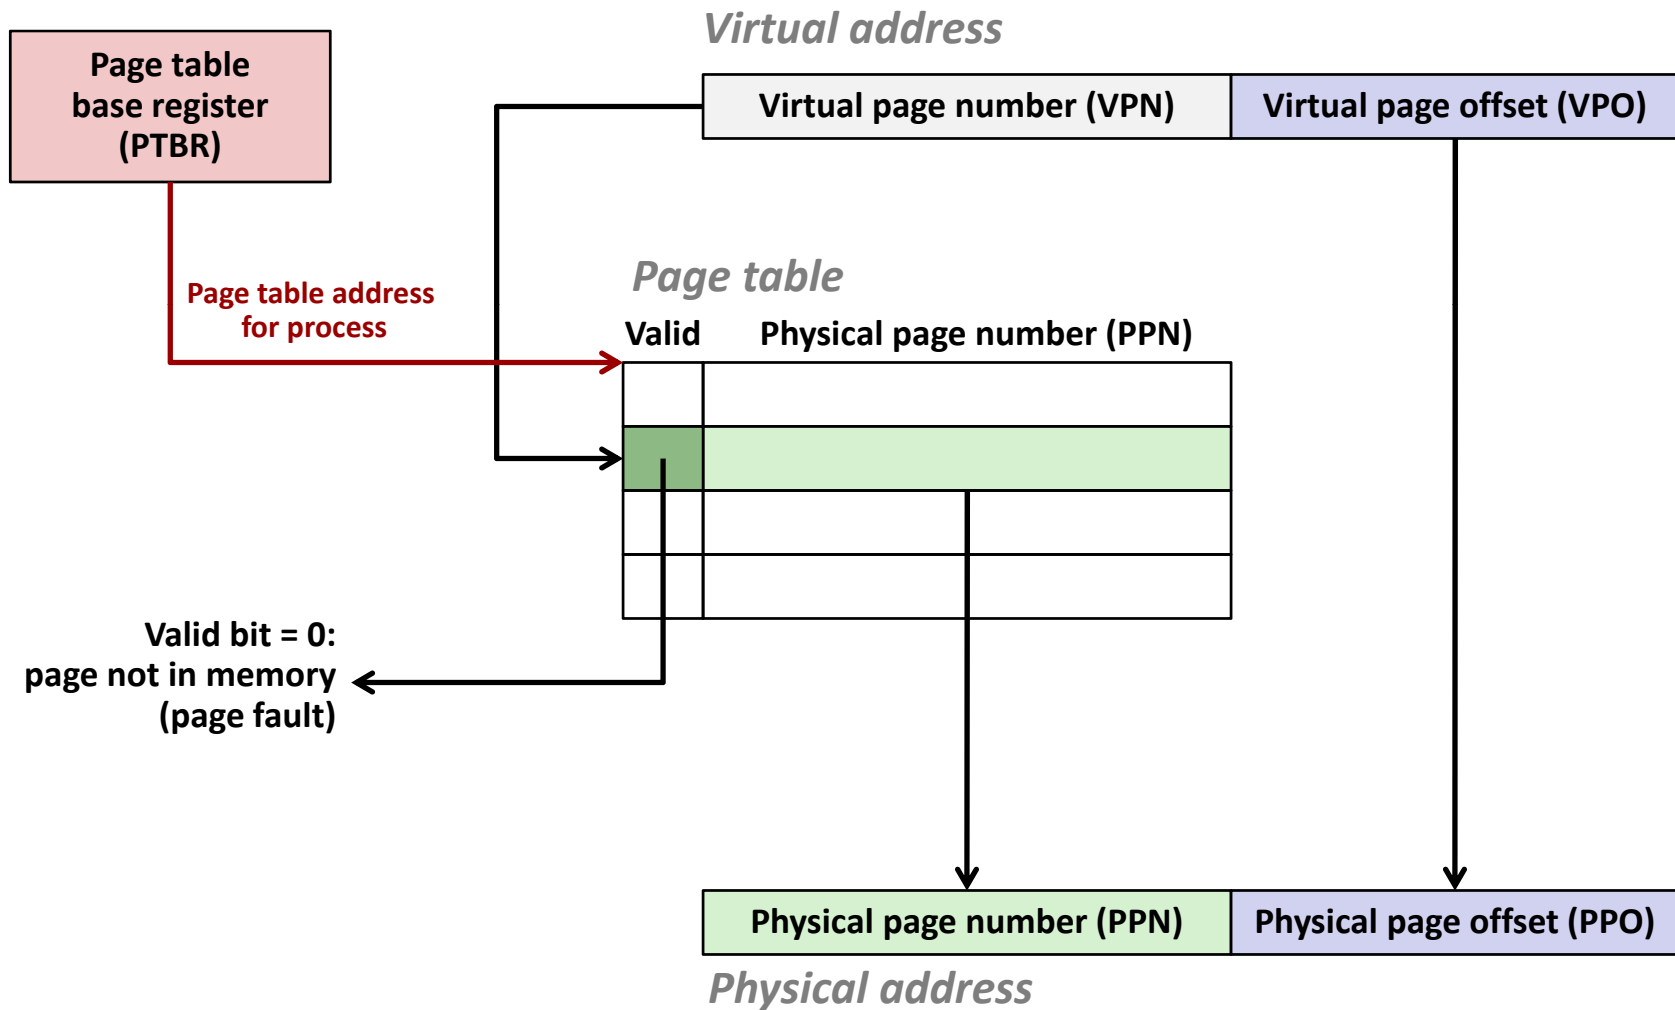 Virtual address
Page table
base register
(PTBR)
Virtual page number (VPN)
Virtual page offset (VPO)
Page table address
for process
Page table
Valid
Physical page number (PPN)
Valid bit = 0:
page not in memory
(page fault)
Physical page number (PPN)
Physical page offset (PPO)
Physical address